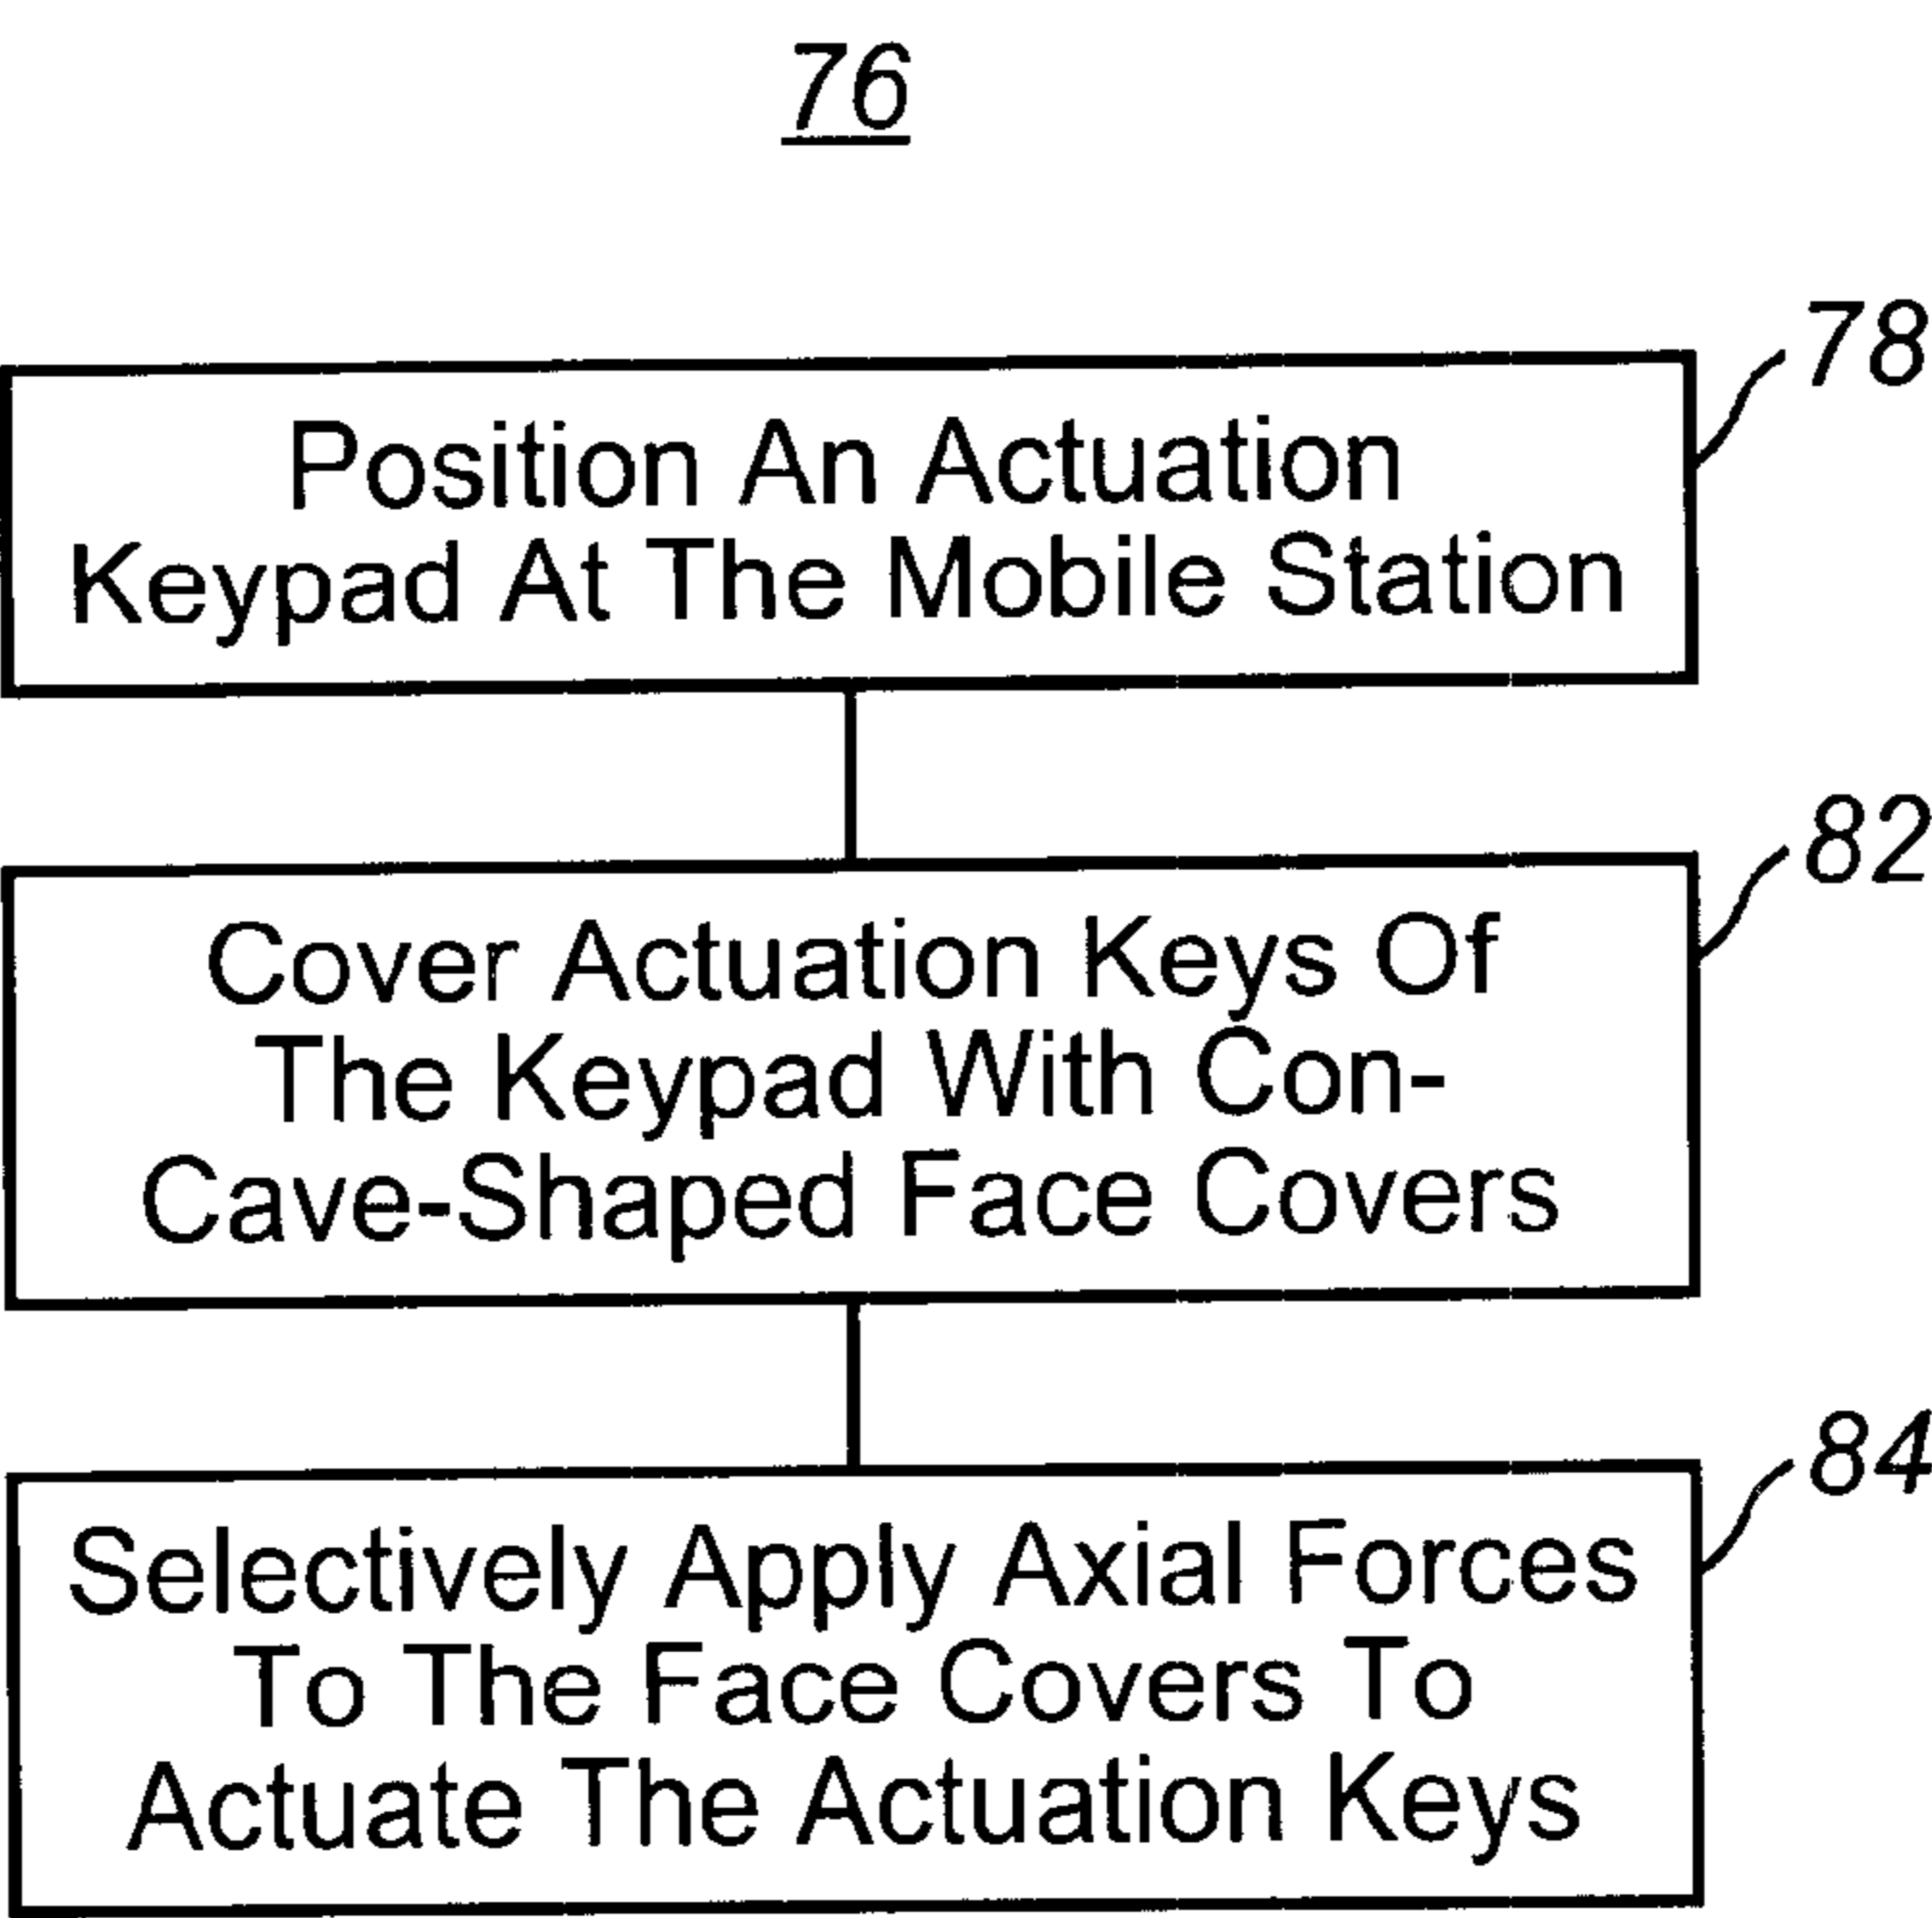 76
78
Position An Actuation
Keypad At The Mobile Station
82
Cover Actuation Keys Of
The Keypad With Con-
Cave-Shaped Face Covers
84
Selectively Apply Axial Forces
To The Face Covers To
Actuate The Actuation Keys